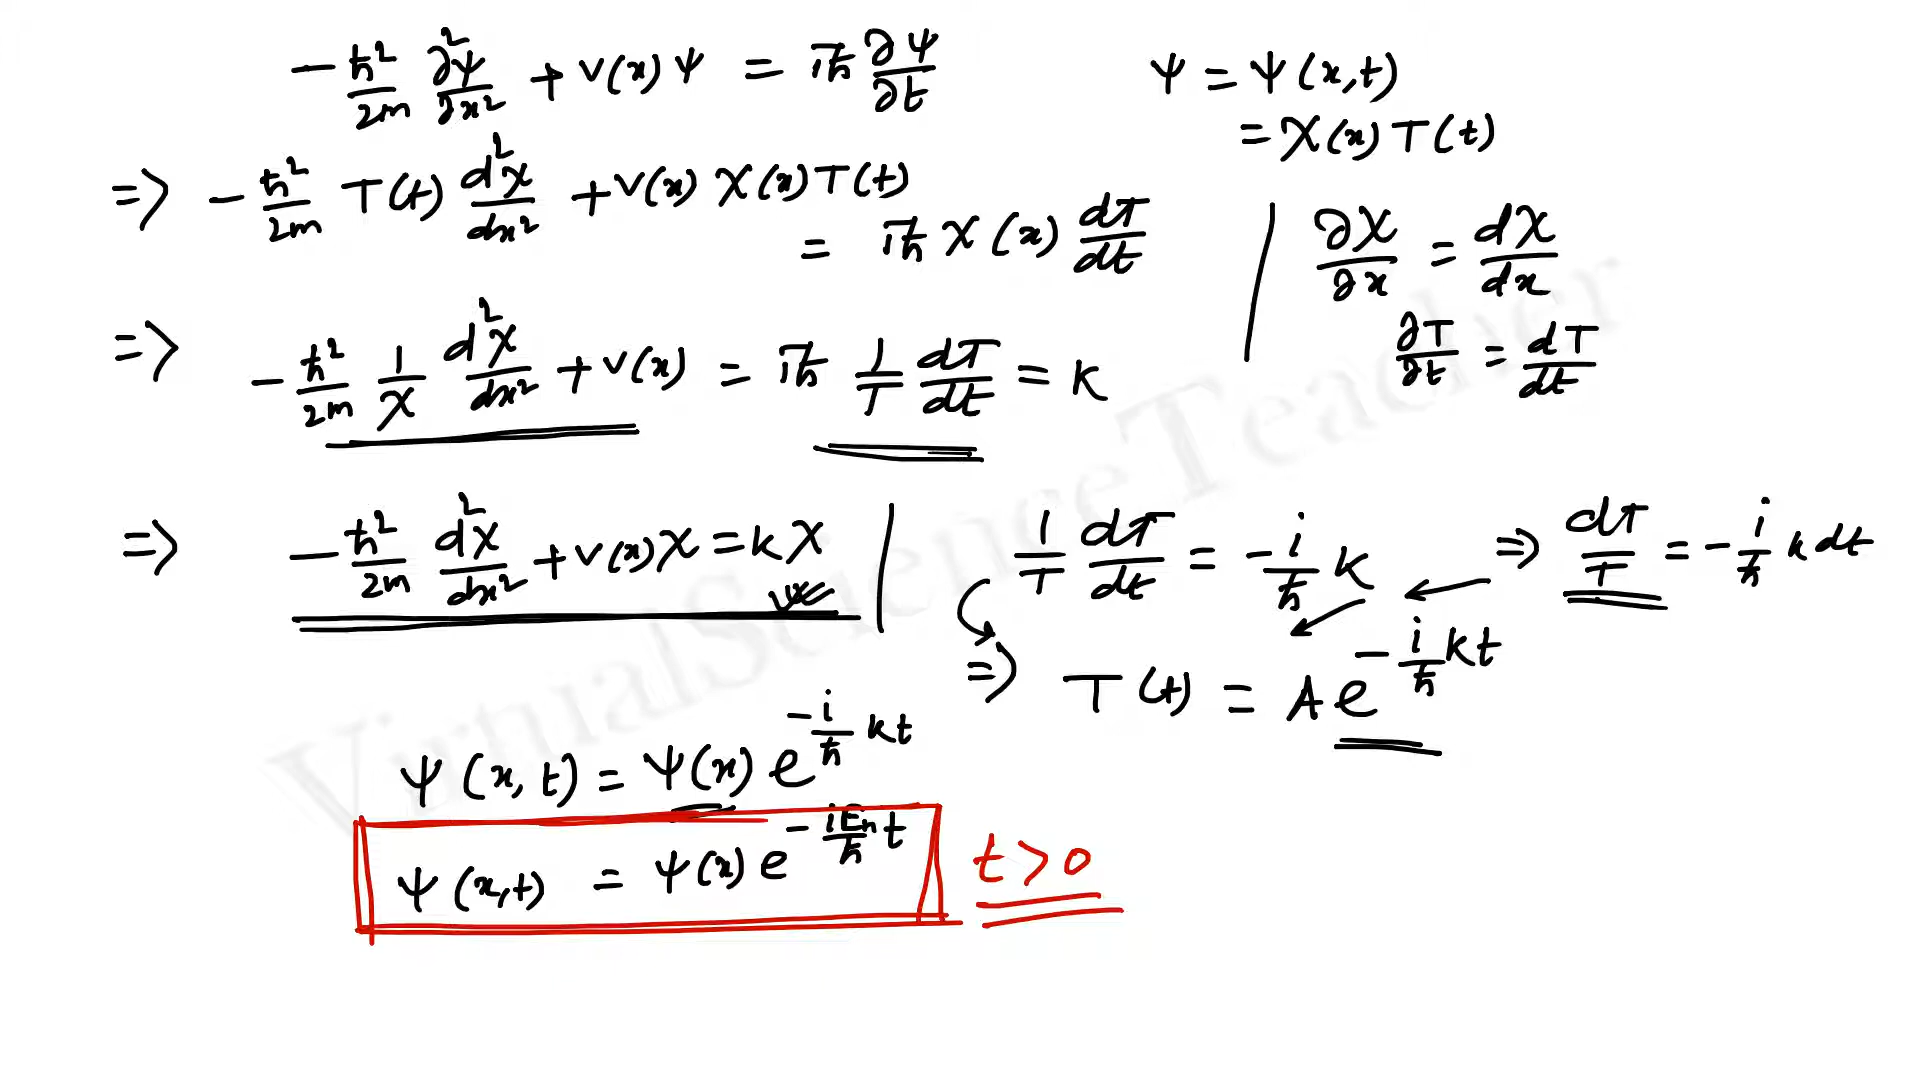 -ħ²/2m ∂²Ψ/∂x² + V(x)Ψ = iħ ∂Ψ/∂t
Ψ = Ψ(x,t)
= X(x)T(t)
=> -ħ²/2m T(t) d²X/dx² + V(x) X(x)T(t)
= iħ X(x) dT/dt
∂X/∂x = dX/dx
∂T/∂t = dT/dt
=> -ħ²/2m 1/X d²X/dx² + V(x) = iħ 1/T dT/dt = K
=> -ħ²/2m d²X/dx² + V(x)X = kX
1/T dT/dt = -i/ħ K => dT/T = -i/ħ k dt
=> T(t) = A e^(-i/ħ kt)
Ψ(x,t) = Ψ(x) e^(-i/ħ kt)
Ψ(x,t) = Ψ(x) e^(-iEₙ/ħ t) t>0
VirtualScienceTeacher